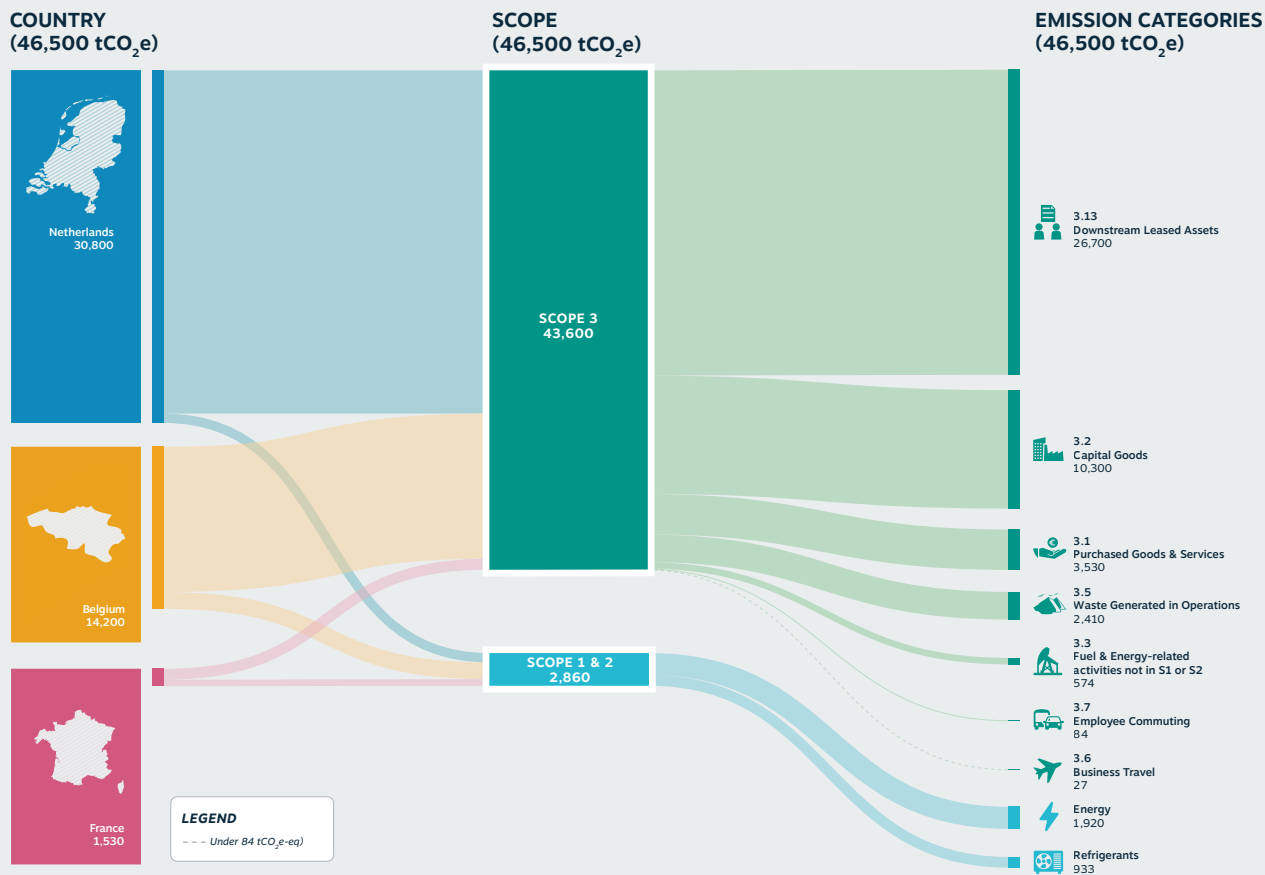 COUNTRY
(46,500 tCO2e)
SCOPE
(46,500 tCO2e)
EMISSION CATEGORIES
(46,500 tCO2e)
Netherlands
30,800
Belgium
14,200
France
1,530
SCOPE 3
43,600
SCOPE 1 & 2
2,860
3.13
Downstream Leased Assets
26,700
3.2
Capital Goods
10,300
3.1
Purchased Goods & Services
3,530
3.5
Waste Generated in Operations
2,410
3.3
Fuel & Energy-related
activities not in S1 or S2
574
3.7
Employee Commuting
84
3.6
Business Travel
27
Energy
1,920
Refrigerants
933
LEGEND
Under 84 tCO2e-eq)